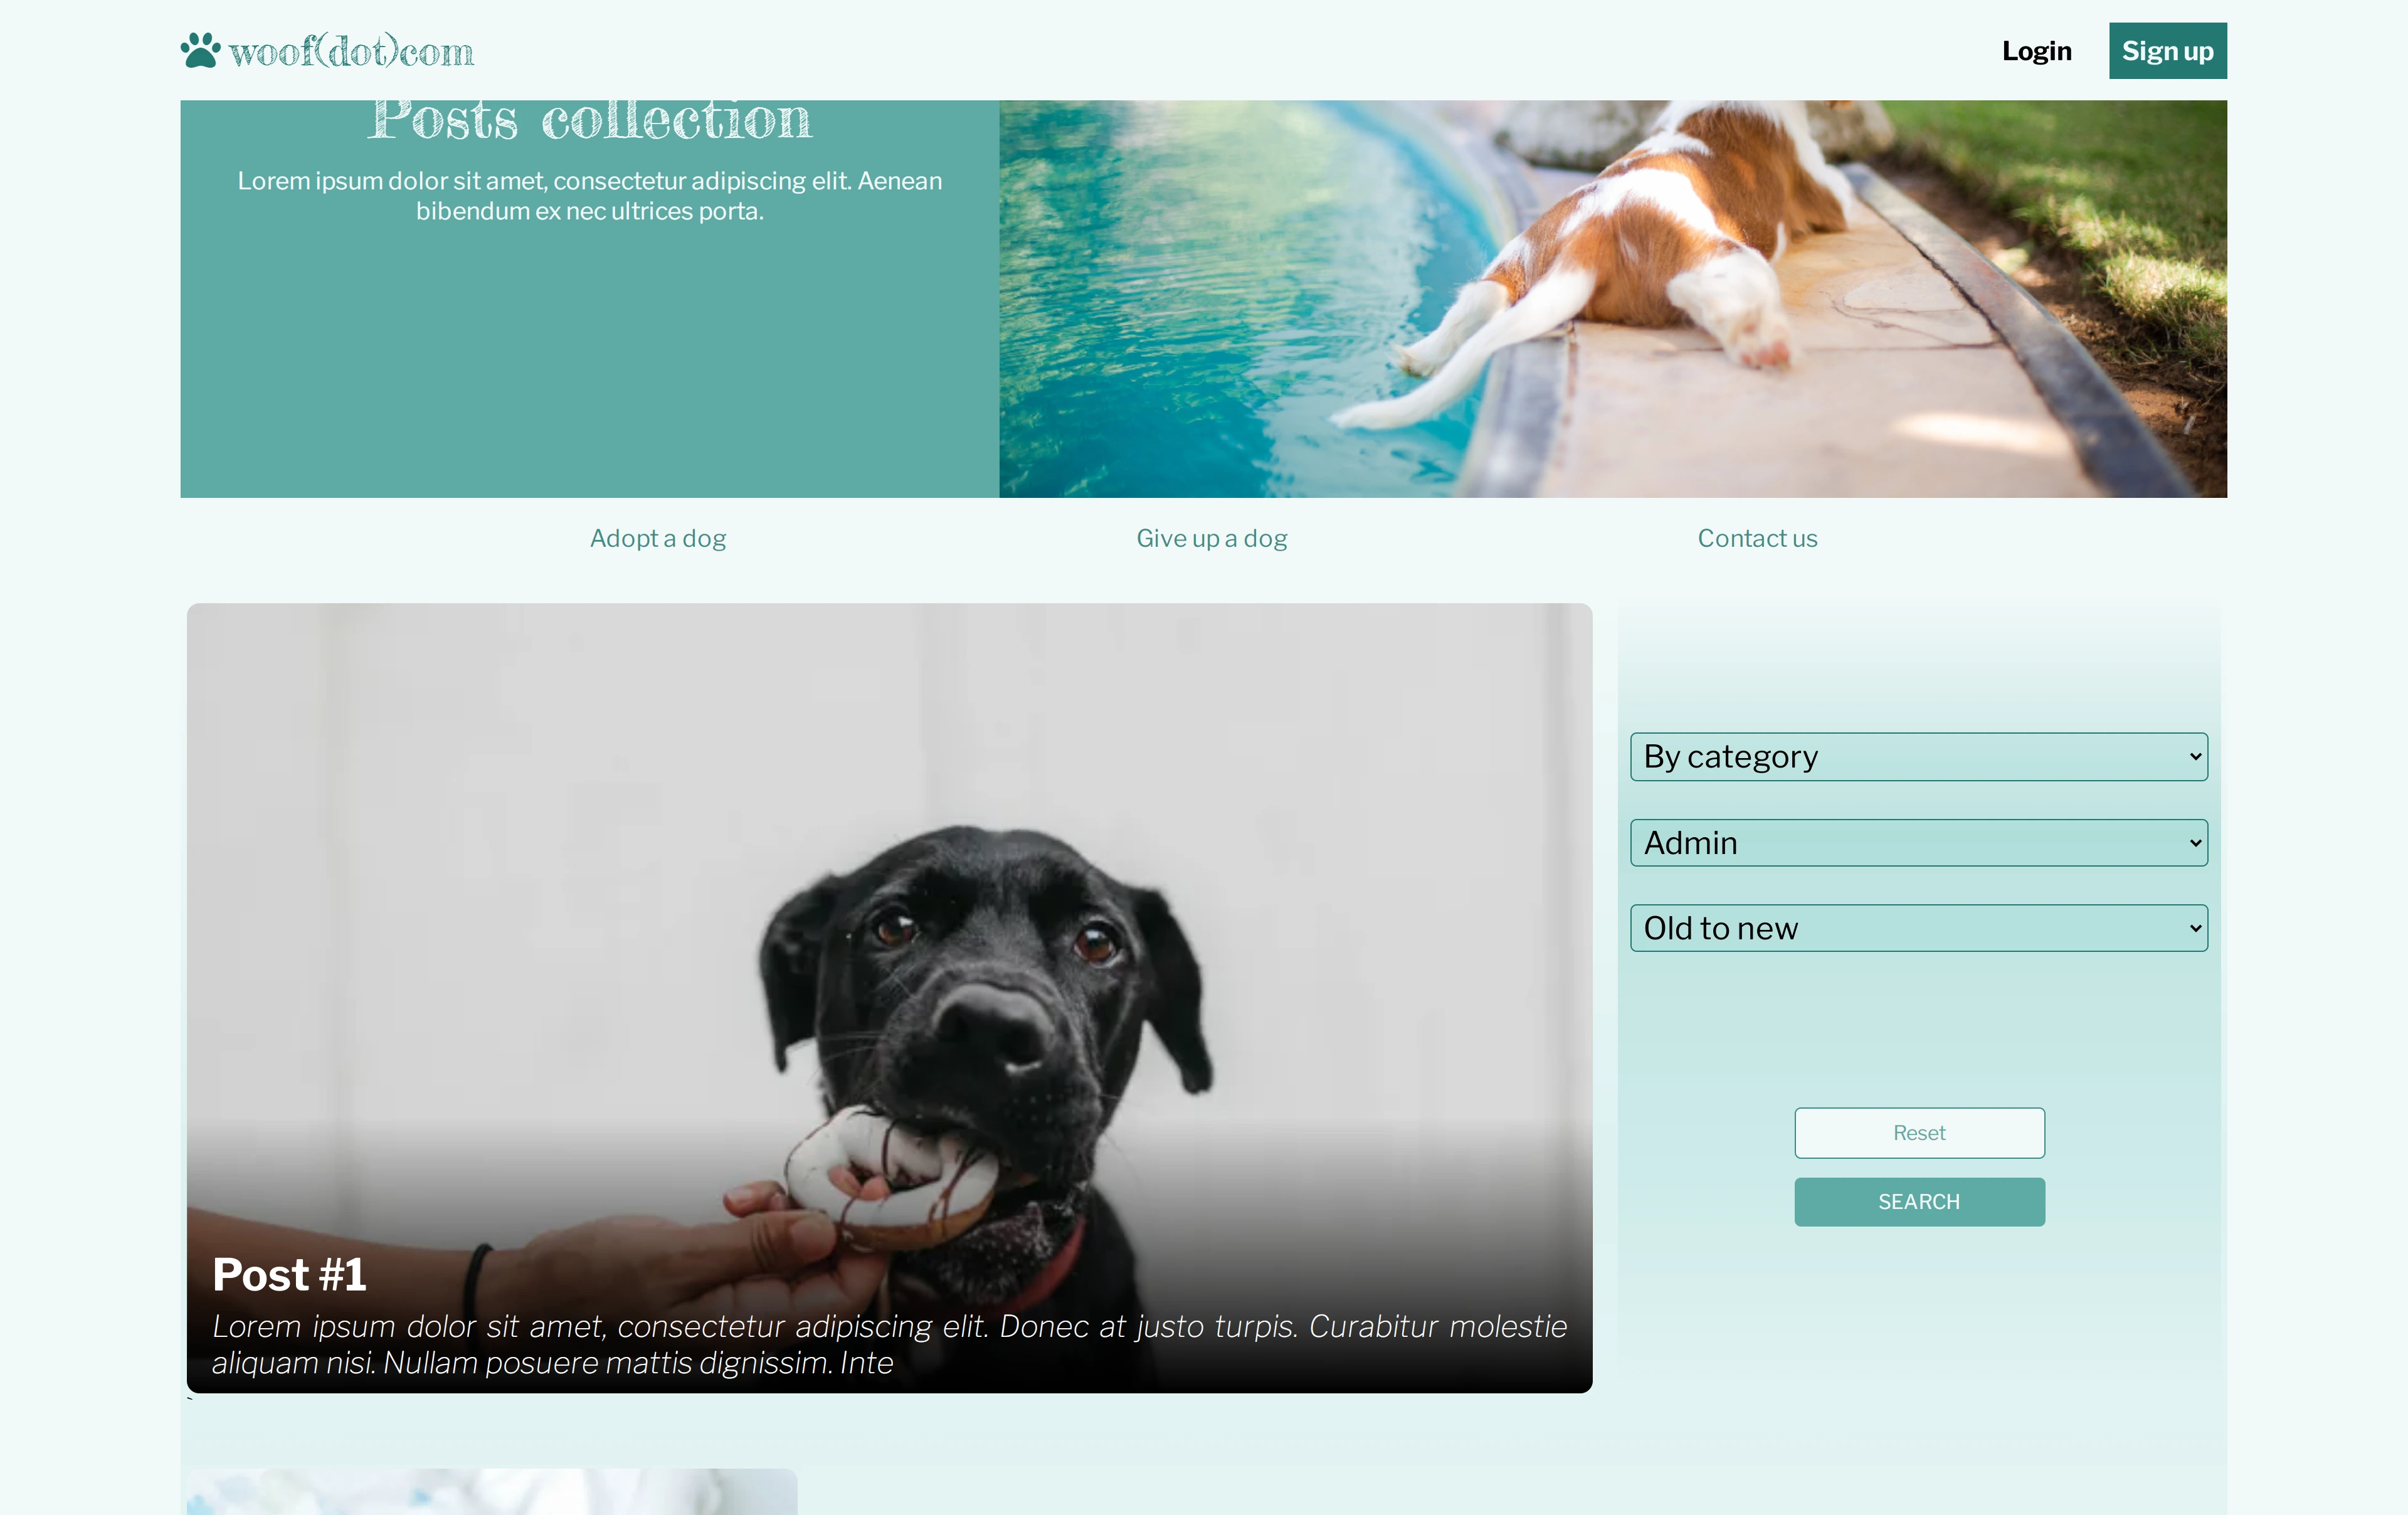 woof(dot)com
Login
Sign up
Posts collection
Lorem ipsum dolor sit amet, consectetur adipiscing elit. Aenean
bibendum ex nec ultrices porta.
Adopt a dog
Give up a dog
Contact us
By category
Admin
Old to new
Reset
SEARCH
Post #1
Lorem ipsum dolor sit amet, consectetur adipiscing elit. Donec at justo turpis. Curabitur molestie
aliquam nisi. Nullam posuere mattis dignissim. Inte
`